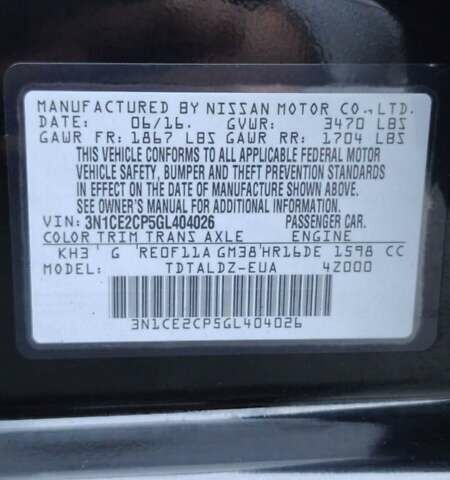 MANUFACTURED BY NISSAN MOTOR CO.,LTD.
DATE: 06/16. GVWR: 3470 LBS
GAWR FR: 1867 LBS GAWR RR: 1704 LBS
THIS VEHICLE CONFORMS TO ALL APPLICABLE FEDERAL MOTOR
VEHICLE SAFETY, BUMPER AND THEFT PREVENTION STANDARDS
IN EFFECT ON THE DATE OF MANUFACTURE SHOWN ABOVE.
SEE OWNER'S MANUAL FOR ADDITIONAL INFORMATION.
VIN: 3N1CE2CP5GL404026 PASSENGER CAR.
COLOR TRIM TRANS AXLE ENGINE
KH3 ' G 'RE0F11A GM38'HR16DE 1598 CC
MODEL: TDTALDZ-EUA 4Z000
3N1CE2CP5GL404026